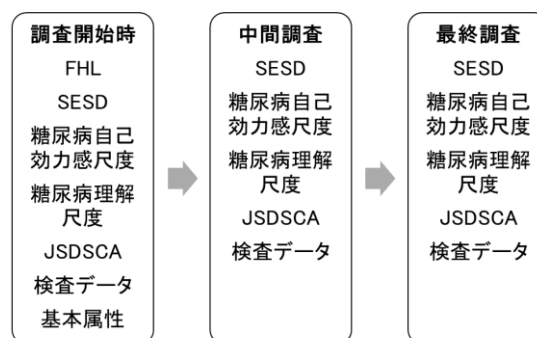 調査開始時
FHL
SESD
糖尿病自己
効力感尺度
糖尿病理解
尺度
JSDSCA
検査データ
基本属性
中間調査
SESD
糖尿病自己
効力感尺度
糖尿病理解
尺度
JSDSCA
検査データ
最終調査
SESD
糖尿病自己
効力感尺度
糖尿病理解
尺度
JSDSCA
検査データ